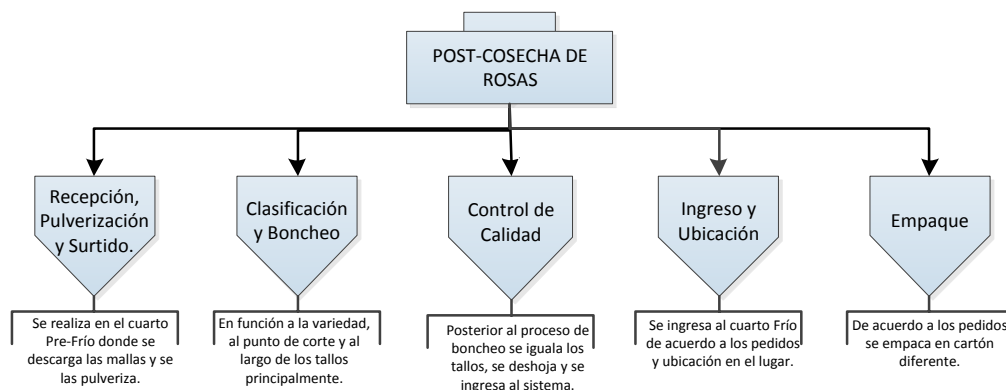 POST-COSECHA DE
ROSAS
Recepción,
Pulverización
y Surtido.
Clasificación
y Boncheo
Control de
Calidad
Ingreso y
Ubicación
Empaque
Se realiza en el cuarto
Pre-Frío donde se
descarga las mallas y se
las pulveriza.
En función a la variedad,
al punto de corte y al
largo de los tallos
principalmente.
Posterior al proceso de
boncheo se iguala los
tallos, se deshoja y se
ingresa al sistema.
Se ingresa al cuarto Frío
de acuerdo a los pedidos
y ubicación en el lugar.
De acuerdo a los pedidos
se empaca en cartón
diferente.